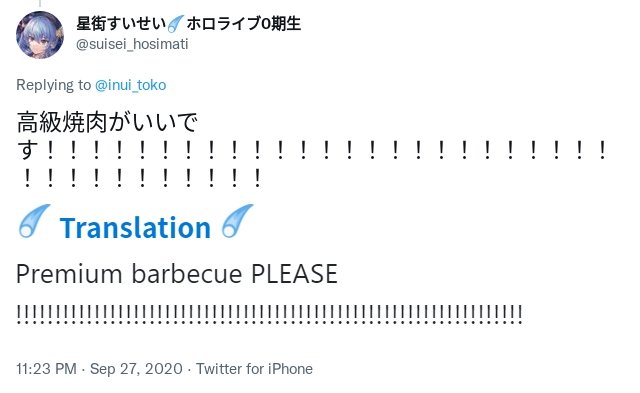 星街すいせい☄️ホロライブ0期生
@suisei_hosimati
Replying to @inui_toko
高級焼肉がいいで
す！！！！！！！！！！！！！！！！！！！！！！！！！
！！！！！！！！！！！
☄️ Translation ☄️
Premium barbecue PLEASE
!!!!!!!!!!!!!!!!!!!!!!!!!!!!!!!!!!!!!!!!!!!!!!!!!!!!!!!!!!!!!!!!!
11:23 PM · Sep 27, 2020 · Twitter for iPhone